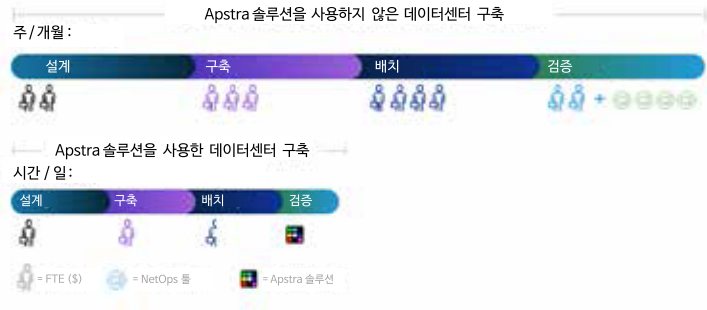 Apstra 솔루션을 사용하지 않은 데이터센터 구축
주/개월:
설계 구축 배치 검증
+
Apstra 솔루션을 사용한 데이터센터 구축
시간/일:
설계 구축 배치 검증
= FTE ($) = NetOps 툴 = Apstra 솔루션